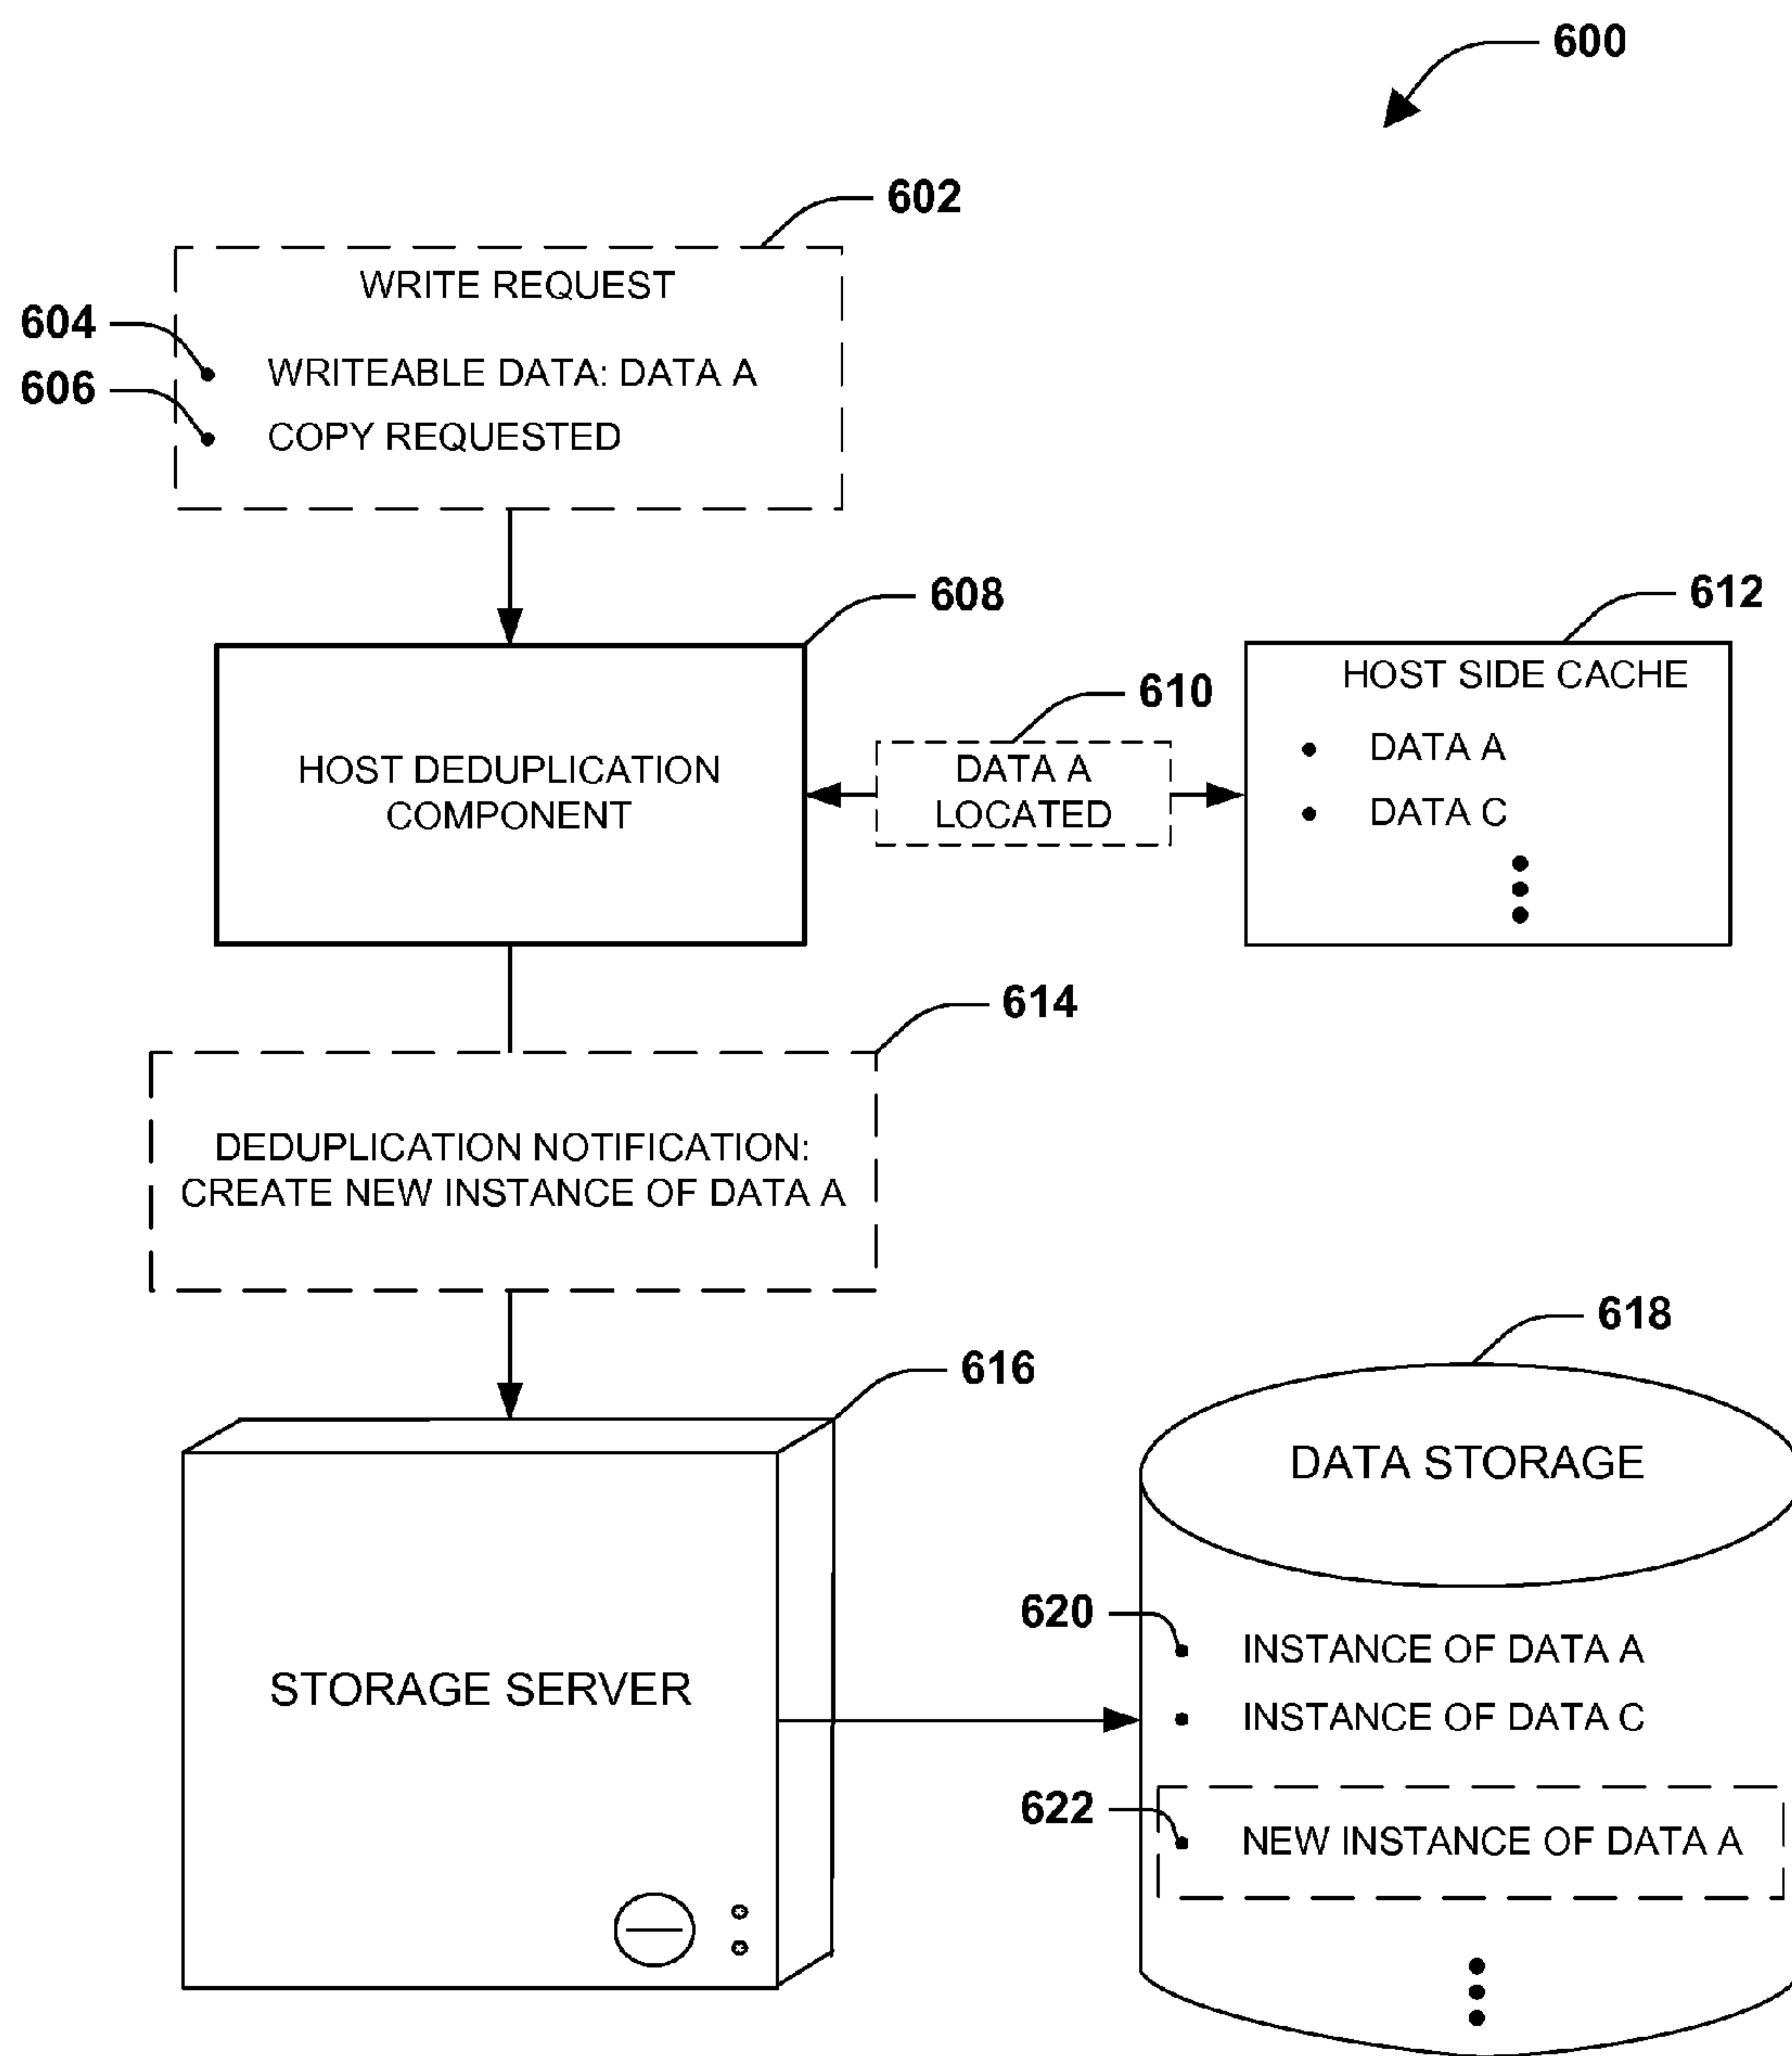 600
602
WRITE REQUEST
604
WRITEABLE DATA: DATA A
606
COPY REQUESTED
608
612
HOST SIDE CACHE
610
DATA A
HOST DEDUPLICATION
COMPONENT
DATA A
LOCATED
DATA C
614
DEDUPLICATION NOTIFICATION:
CREATE NEW INSTANCE OF DATA A
618
616
DATA STORAGE
620
INSTANCE OF DATA A
STORAGE SERVER
INSTANCE OF DATA C
622
NEW INSTANCE OF DATA A